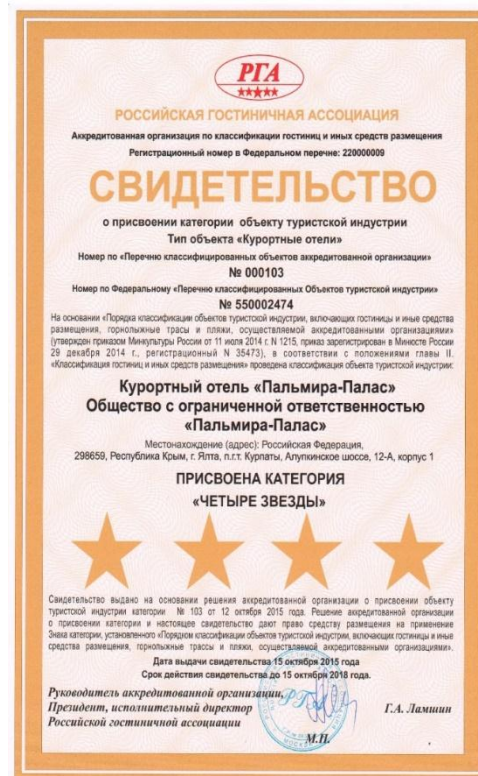 РГА
РОССИЙСКАЯ ГОСТИНИЧНАЯ АССОЦИАЦИЯ
Аккредитованная организация по классификации гостиниц и иных средств размещения
Регистрационный номер в Федеральном перечне: 220000009
СВИДЕТЕЛЬСТВО
о присвоении категории объекту туристской индустрии
Тип объекта «Курортные отели»
Номер по «Перечню классифицированных объектов аккредитованной организации»
№ 000103
Номер по Федеральному «Перечню классифицированных Объектов туристской индустрии»
№ 550002474
На основании «Порядка классификации объектов туристской индустрии, включающих гостиницы и иные средства
размещения, горнолыжные трасы и пляжи, осуществляемой аккредитованными организациями»
(утвержден приказом Минкультуры России от 11 июля 2014 г. N 1215, приказ зарегистрирован в Минюсте России
29 декабря 2014 г., регистрационный N 35473), в соответствии с положениями главы II.
«Классификация гостиниц и иных средств размещения» проведена классификация объекта туристской индустрии:
Курортный отель «Пальмира-Палас»
Общество с ограниченной ответственностью
«Пальмира-Палас»
Местонахождение (адрес): Российская Федерация,
298659, Республика Крым, г. Ялта, п.г.т. Курпаты, Алупкинское шоссе, 12-А, корпус 1
ПРИСВОЕНА КАТЕГОРИЯ
«ЧЕТЫРЕ ЗВЕЗДЫ»
Свидетельство выдано на основании решения аккредитованной организации о присвоении объекту
туристской индустрии категории № 103 от 12 октября 2015 года. Решение аккредитованной организации
о присвоении категории и настоящее свидетельство дают право средству размещения на применение
Знака категории, установленного «Порядком классификации объектов туристской индустрии, включающих гостиницы и иные
средства размещения, горнолыжные трассы и пляжи, осуществляемой аккредитованными организациями».
Дата выдачи свидетельства 15 октября 2015 года
Срок действия свидетельства до 15 октября 2018 года.
Руководитель аккредитованной организации,
Президент, исполнительный директор
Г.А. Ламшин
Российской гостиничной ассоциации
М.П.